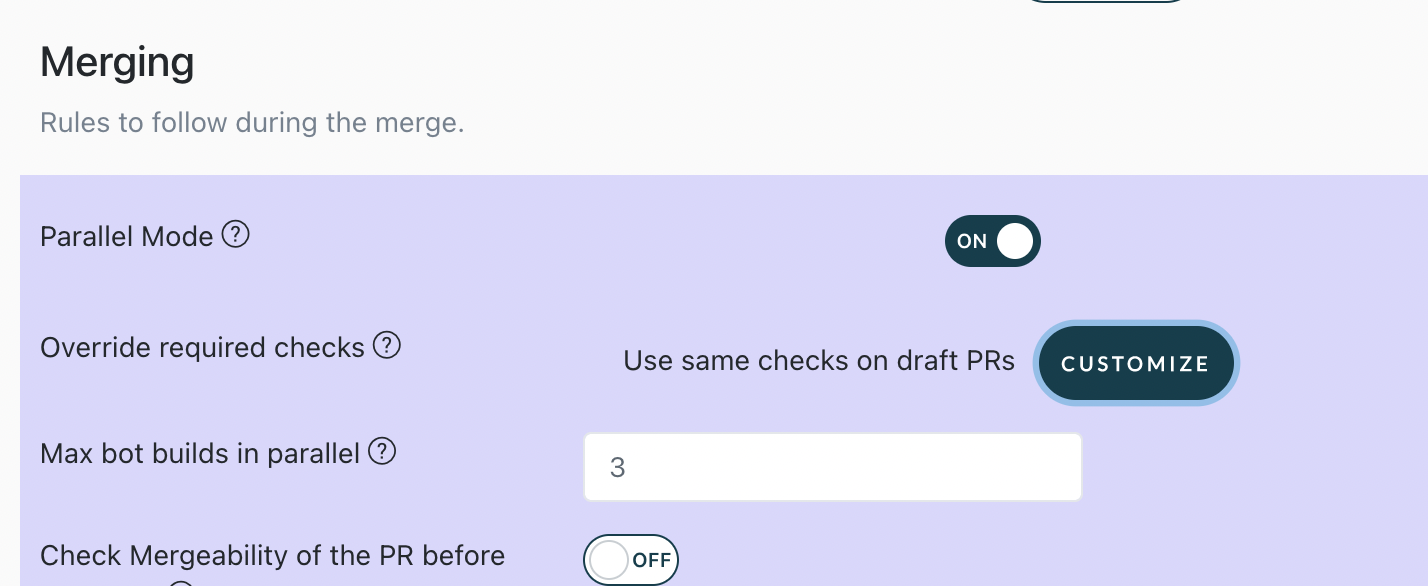 Merging
Rules to follow during the merge.
Parallel Mode ?
ON
Override required checks ?
Use same checks on draft PRs
CUSTOMIZE
Max bot builds in parallel ?
3
Check Mergeability of the PR before
OFF